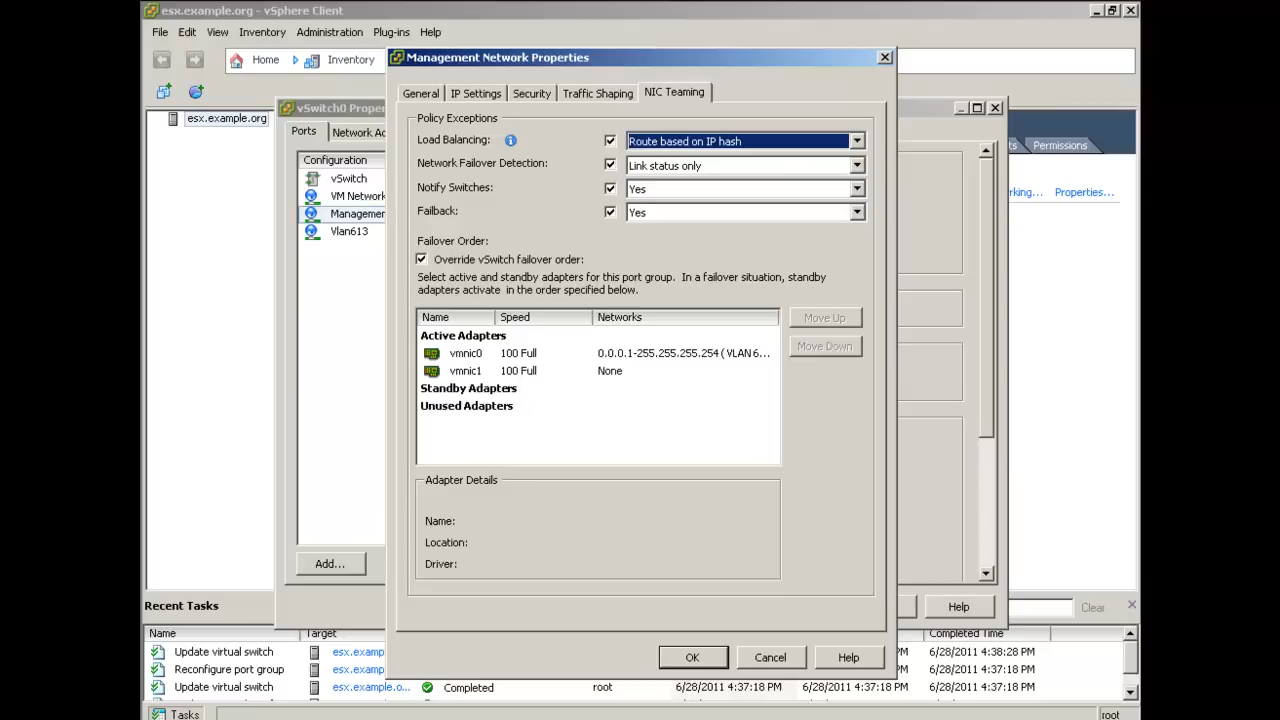 esx.example.org - vSphere Client
File Edit View Inventory Administration Plug-ins Help
Home Inventory
Management Network Properties
General IP Settings Security Traffic Shaping NIC Teaming
Policy Exceptions
Load Balancing: Route based on IP hash
Network Failover Detection: Link status only
Notify Switches: Yes
Failback: Yes
Failover Order:
Override vSwitch failover order:
Select active and standby adapters for this port group. In a failover situation, standby
adapters activate in the order specified below.
Name Speed Networks
Active Adapters
vmnic0 100 Full 0.0.0.1-255.255.255.254 ( VLAN 6...
vmnic1 100 Full None
Standby Adapters
Unused Adapters
Move Up
Move Down
Adapter Details
Name:
Location:
Driver:
OK Cancel Help
esx.example.org
vSwitch0 Prope
Ports Network Ad
Configuration
vSwitch
VM Network
Managemen
Vlan613
Add...
Help
Permissions
rking... Properties...
Recent Tasks
Clear
Name Target Completed Time
Update virtual switch esx.examp 6/28/2011 4:38:28 PM
Reconfigure port group esx.examp 6/28/2011 4:37:18 PM
Update virtual switch esx.example.o... Completed root 6/28/2011 4:37:18 PM 6/28/2011 4:37:18 PM 6/28/2011 4:37:18 PM
Tasks root